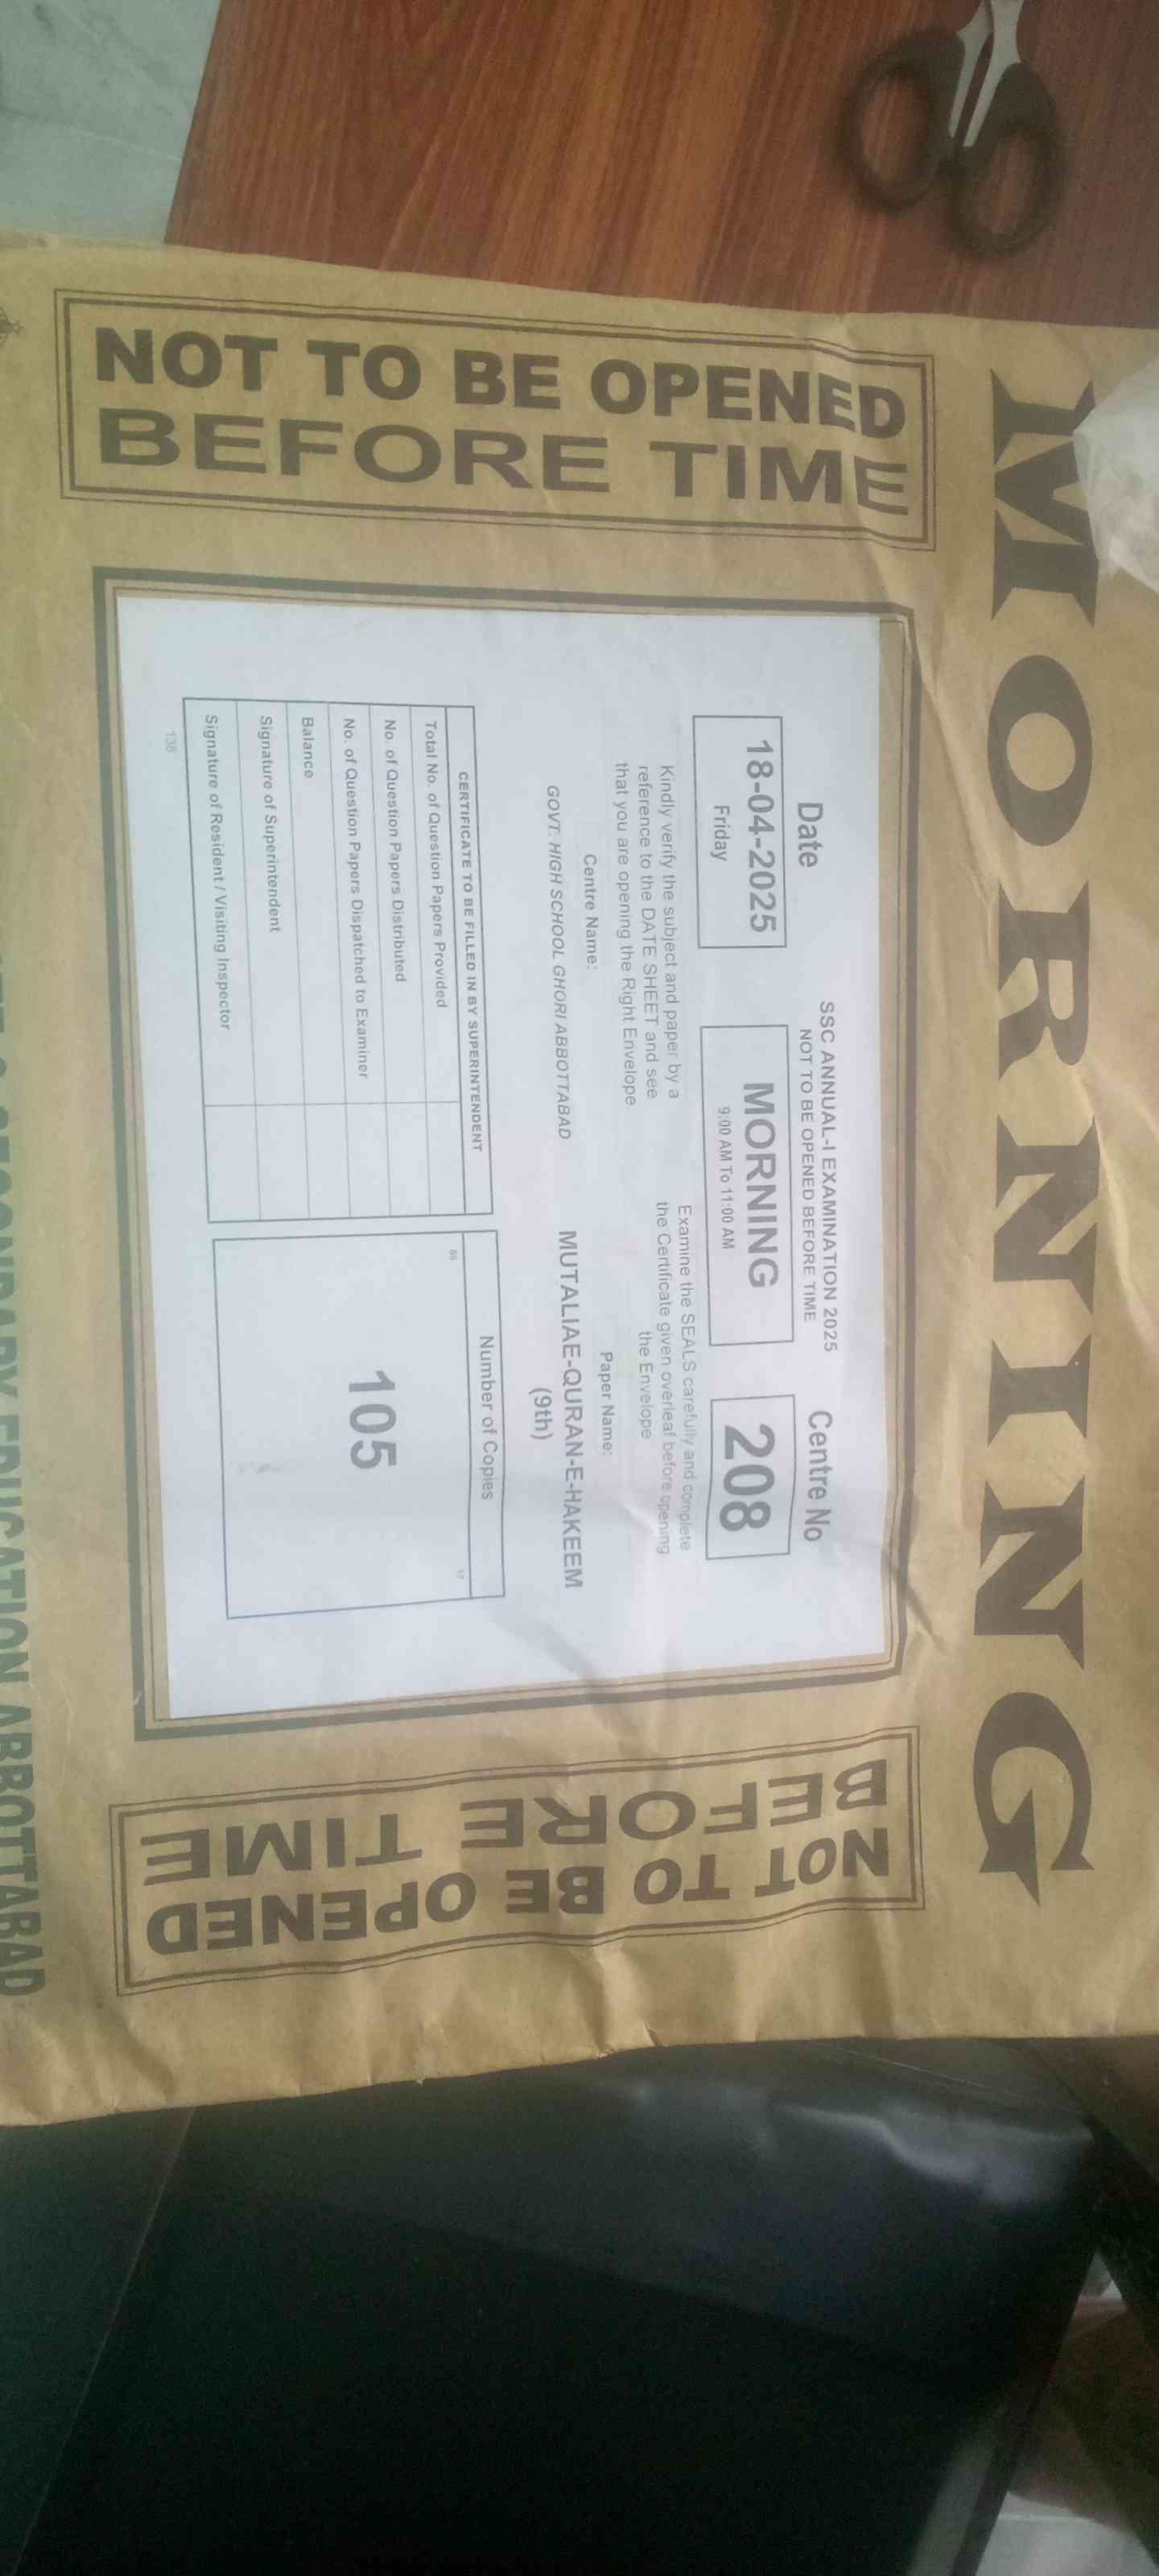 MORNING
NOT TO BE OPENED
BEFORE TIME
SSC ANNUAL-I EXAMINATION 2025
NOT TO BE OPENED BEFORE TIME
Date
18-04-2025
Friday
MORNING
9:00 AM To 11:00 AM
Centre No
208
Kindly verify the subject and paper by a
reference to the DATE SHEET and see
that you are opening the Right Envelope
Examine the SEALS carefully and complete
the Certificate given overleaf before opening
the Envelope
Centre Name:
GOVT. HIGH SCHOOL GHORI ABBOTTABAD
Paper Name:
MUTALIAE-QURAN-E-HAKEEM
(9th)
CERTIFICATE TO BE FILLED IN BY SUPERINTENDENT
Total No. of Question Papers Provided
No. of Question Papers Distributed
No. of Question Papers Dispatched to Examiner
Balance
Signature of Superintendent
Signature of Resident / Visiting Inspector
Number of Copies
105
NOT TO BE OPENED
BEFORE TIME
SECONDARY EDUCATION ABBOTTABAD